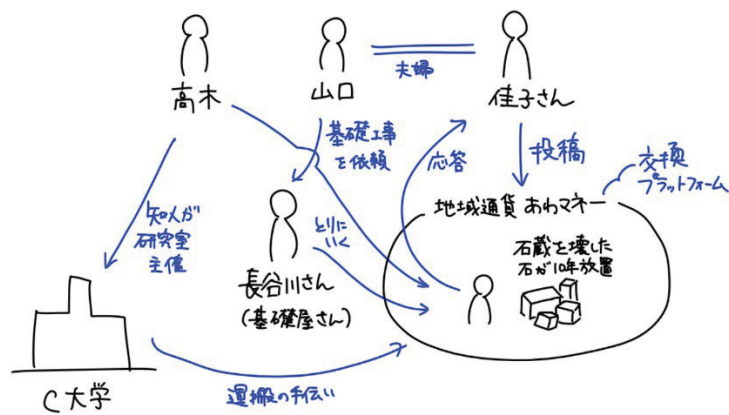 高木
山口
夫婦
佳子さん
基礎工事
を依頼
応答
投稿
交換
プラットフォーム
地域通貨 あわマネー
知人が
研究室
主催
とりに
いく
石蔵を壊した
石が10年放置
長谷川さん
(基礎屋さん)
C大学
運搬の手伝い